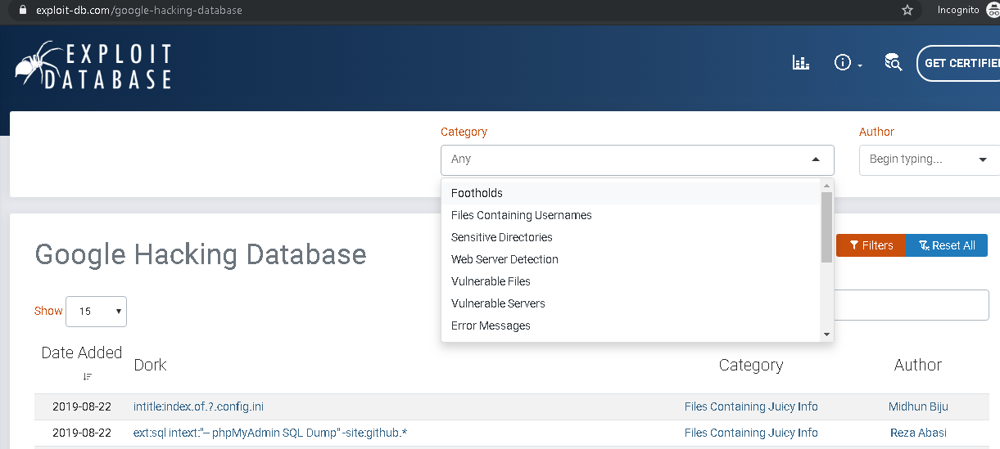 exploit-db.com/google-hacking-database
Incognito
EXPLOIT
DATABASE
GET CERTIFIE
Category
Author
Any
Begin typing...
Footholds
Files Containing Usernames
Sensitive Directories
Web Server Detection
Vulnerable Files
Vulnerable Servers
Error Messages
Google Hacking Database
Filters
Reset All
Show 15
Date Added Dork Category Author
2019-08-22 intitle:index.of.?.config.ini Files Containing Juicy Info Midhun Biju
2019-08-22 ext:sql intext:"-- phpMyAdmin SQL Dump" -site:github.* Files Containing Juicy Info Reza Abasi